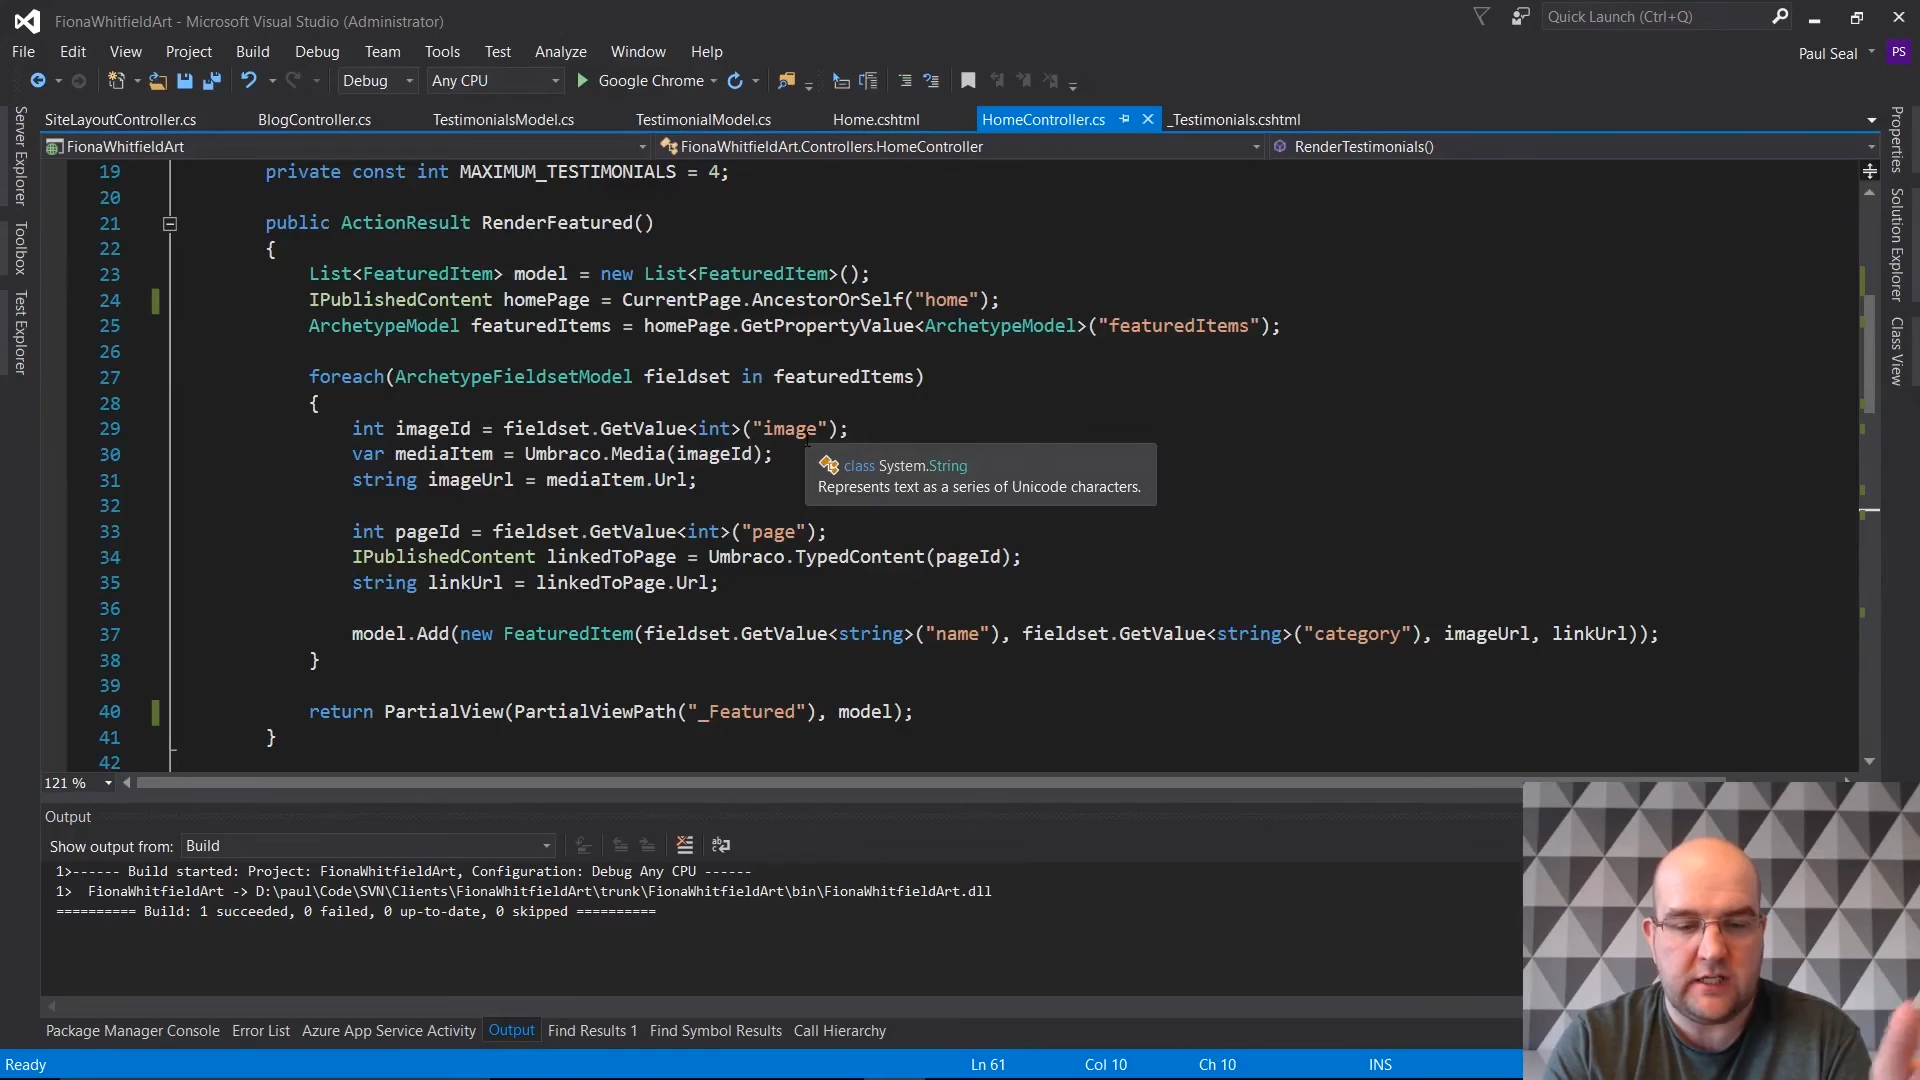 FionaWhitfieldArt - Microsoft Visual Studio (Administrator)
Quick Launch (Ctrl+Q)
File Edit View Project Build Debug Team Tools Test Analyze Window Help
Paul Seal PS
Debug Any CPU Google Chrome
SiteLayoutController.cs BlogController.cs TestimonialsModel.cs TestimonialModel.cs Home.cshtml HomeController.cs _Testimonials.cshtml
FionaWhitfieldArt FionaWhitfieldArt.Controllers.HomeController RenderTestimonials()
Server Explorer
Toolbox
Test Explorer
Properties
Solution Explorer
Class View
19 private const int MAXIMUM_TESTIMONIALS = 4;
20
21 public ActionResult RenderFeatured()
22 {
23 List<FeaturedItem> model = new List<FeaturedItem>();
24 IPublishedContent homePage = CurrentPage.AncestorOrSelf("home");
25 ArchetypeModel featuredItems = homePage.GetPropertyValue<ArchetypeModel>("featuredItems");
26
27 foreach(ArchetypeFieldsetModel fieldset in featuredItems)
28 {
29 int imageId = fieldset.GetValue<int>("image");
30 var mediaItem = Umbraco.Media(imageId);
class System.String
31 string imageUrl = mediaItem.Url;
Represents text as a series of Unicode characters.
32
33 int pageId = fieldset.GetValue<int>("page");
34 IPublishedContent linkedToPage = Umbraco.TypedContent(pageId);
35 string linkUrl = linkedToPage.Url;
36
37 model.Add(new FeaturedItem(fieldset.GetValue<string>("name"), fieldset.GetValue<string>("category"), imageUrl, linkUrl));
38 }
39
40 return PartialView(PartialViewPath("_Featured"), model);
41 }
42
121 %
Output
Show output from: Build
1>------ Build started: Project: FionaWhitfieldArt, Configuration: Debug Any CPU ------
1> FionaWhitfieldArt -> D:\paul\Code\SVN\Clients\FionaWhitfieldArt\trunk\FionaWhitfieldArt\bin\FionaWhitfieldArt.dll
========== Build: 1 succeeded, 0 failed, 0 up-to-date, 0 skipped ==========
Package Manager Console Error List Azure App Service Activity Output Find Results 1 Find Symbol Results Call Hierarchy
Ready Ln 61 Col 10 Ch 10 INS